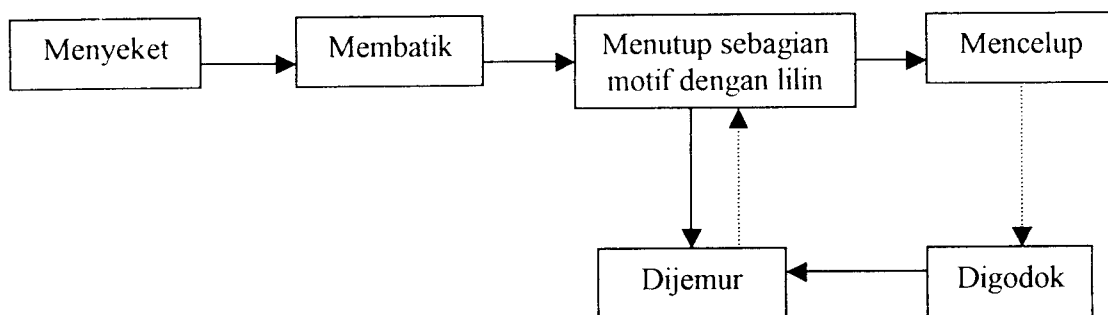 Menyeket
Membatik
Menutup sebagian
motif dengan lilin
Mencelup
Dijemur
Digodok